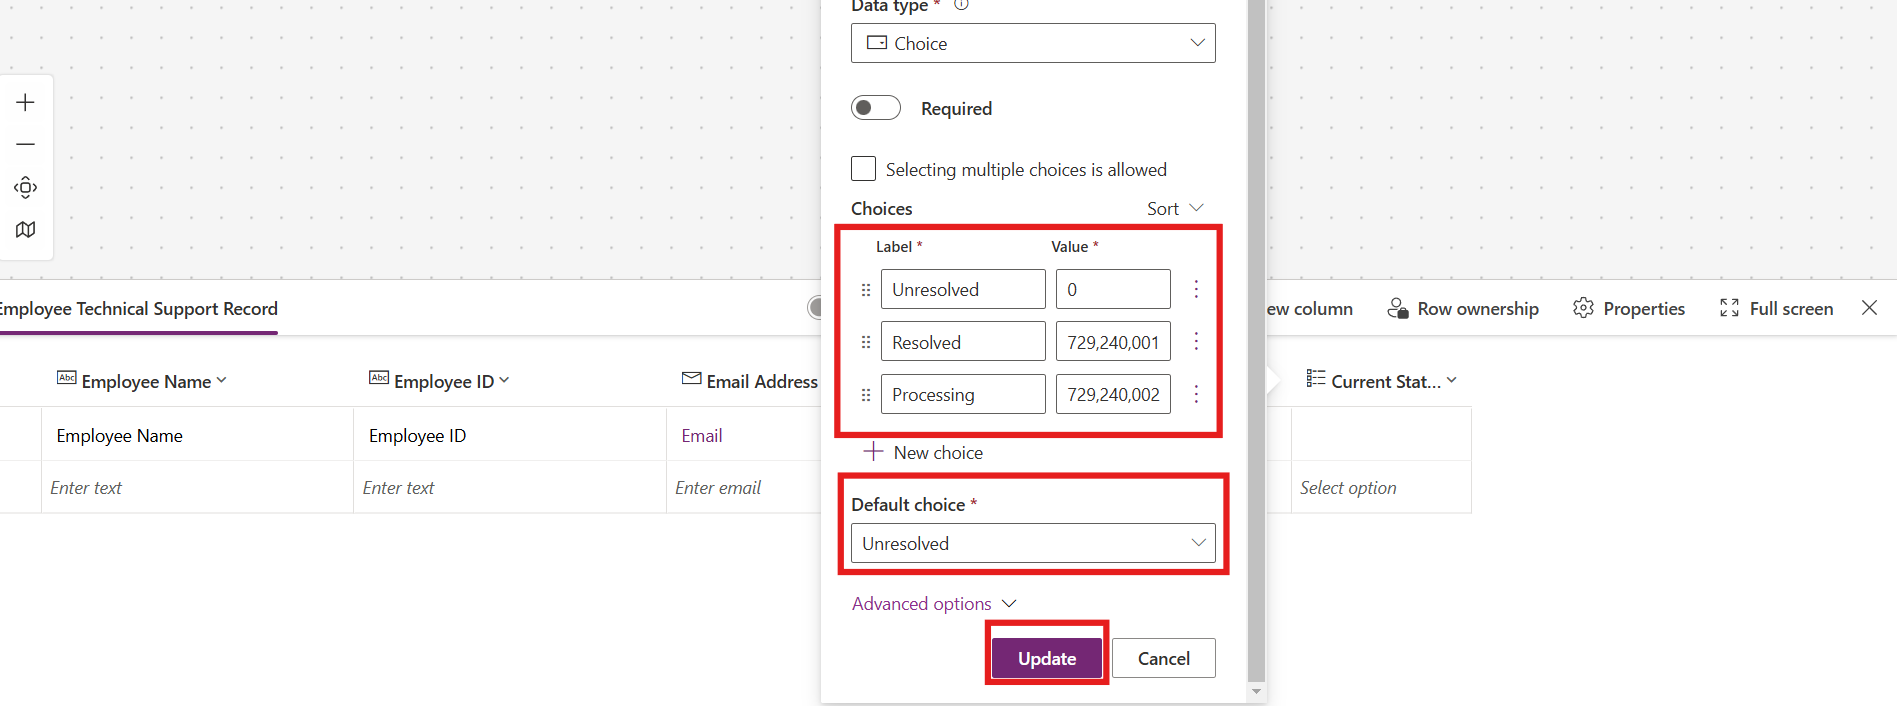 Data type *
Choice
Required
Selecting multiple choices is allowed
Choices
Sort
Label *
Value *
Unresolved
0
Resolved
729,240,001
Processing
729,240,002
New choice
Default choice *
Unresolved
Advanced options
Update
Cancel
Employee Technical Support Record
ew column
Row ownership
Properties
Full screen
Abc Employee Name
Abc Employee ID
Email Address
Current Stat...
Employee Name
Employee ID
Email
Enter text
Enter text
Enter email
Select option